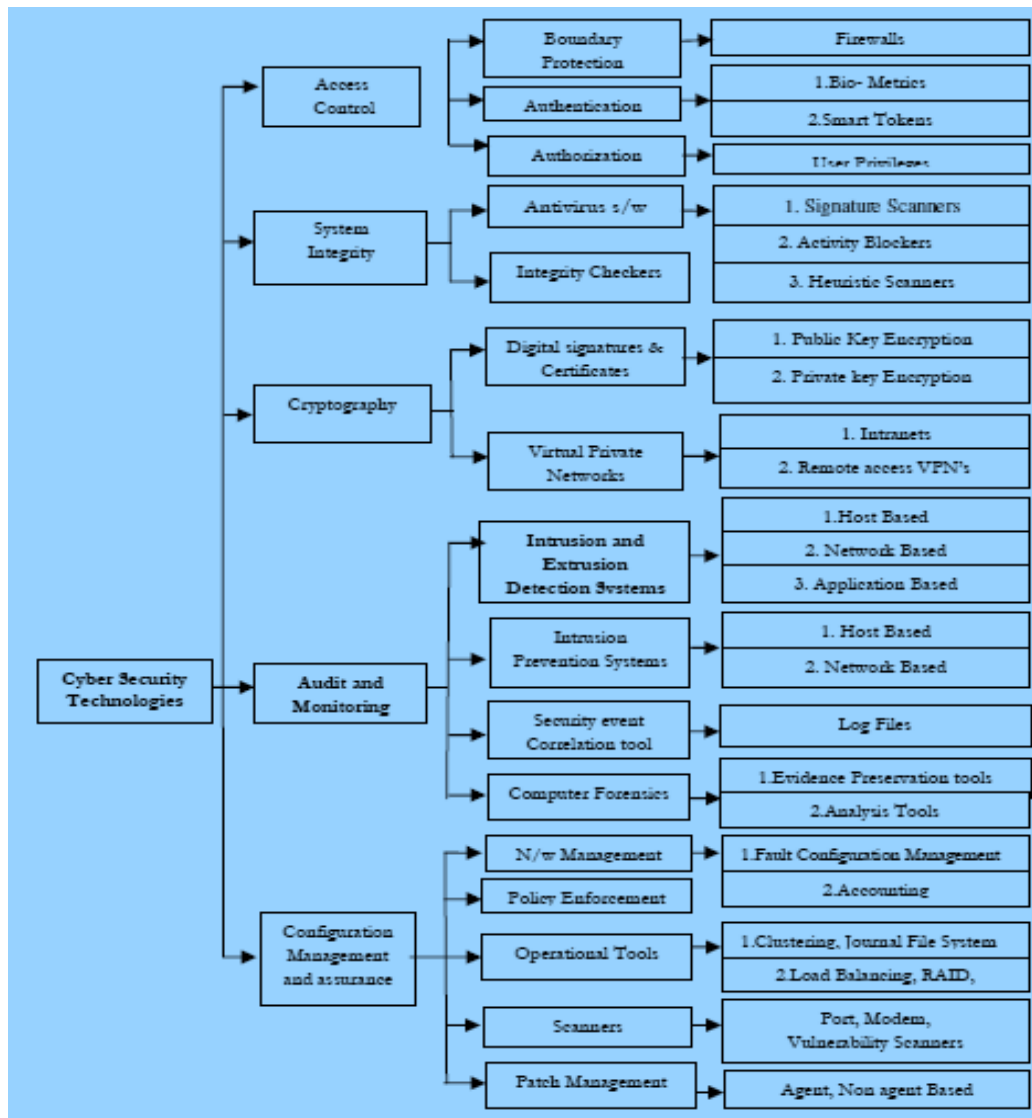 Cyber Security
Technologies
Access
Control
Boundary
Protection
Firewalls
Authentication
1.Bio- Metrics
2.Smart Tokens
Authorization
User Privileges
System
Integrity
Antivirus s/w
1. Signature Scanners
2. Activity Blockers
3. Heuristic Scanners
Integrity Checkers
Cryptography
Digital signatures &
Certificates
1. Public Key Encryption
2. Private key Encryption
Virtual Private
Networks
1. Intranets
2. Remote access VPN's
Audit and
Monitoring
Intrusion and
Extrusion
Detection Systems
1.Host Based
2. Network Based
3. Application Based
Intrusion
Prevention Systems
1. Host Based
2. Network Based
Security event
Correlation tool
Log Files
Computer Forensics
1.Evidence Preservation tools
2.Analysis Tools
Configuration
Management
and assurance
N/w Management
1.Fault Configuration Management
2.Accounting
Policy Enforcement
Operational Tools
1.Clustering, Journal File System
2.Load Balancing, RAID,
Scanners
Port, Modem,
Vulnerability Scanners
Patch Management
Agent, Non agent Based